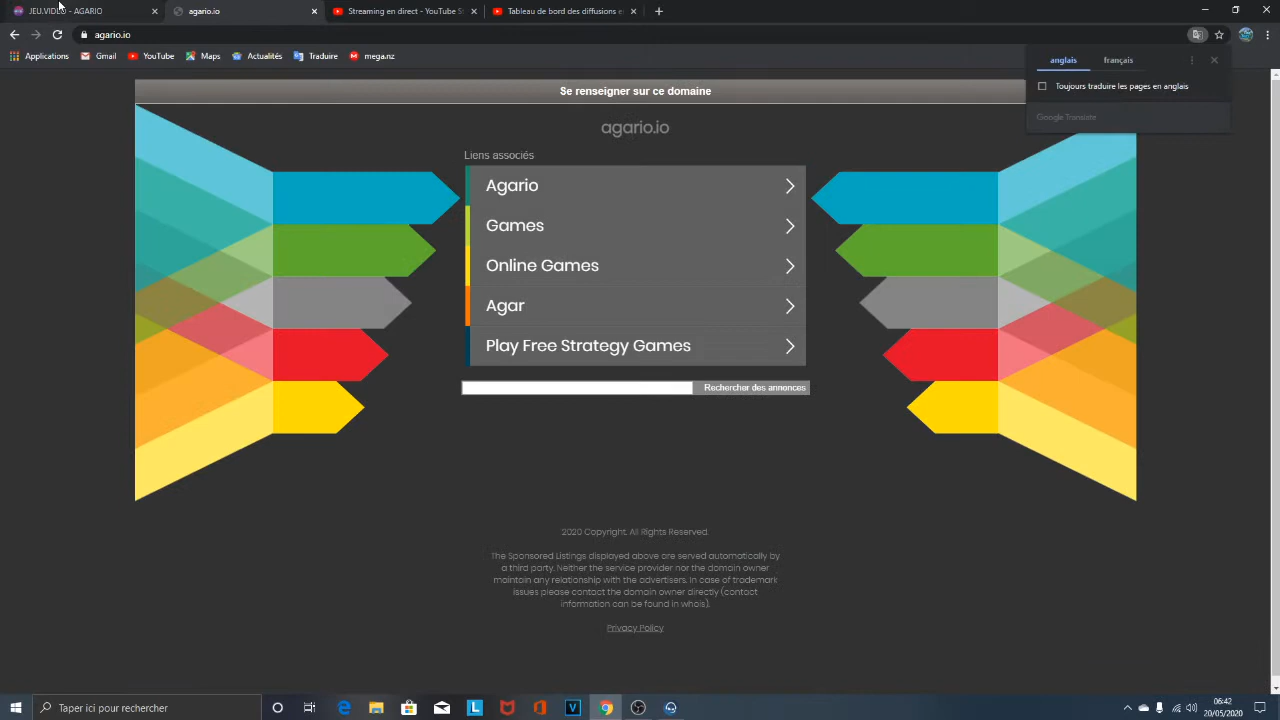 JEU.VIDÉO - AGARIO
agario.io
Streaming en direct - YouTube St
Tableau de bord des diffusions en
agario.io
Applications
Gmail
YouTube
Maps
Actualités
Traduire
mega.nz
anglais
français
Toujours traduire les pages en anglais
Google Translate
Se renseigner sur ce domaine
agario.io
Liens associés
Agario
Games
Online Games
Agar
Play Free Strategy Games
Rechercher des annonces
2020 Copyright. All Rights Reserved.
The Sponsored Listings displayed above are served automatically by
a third party. Neither the service provider nor the domain owner
maintain any relationship with the advertisers. In case of trademark
issues please contact the domain owner directly (contact
information can be found in whois).
Privacy Policy
Taper ici pour rechercher
06:42
20/05/2020